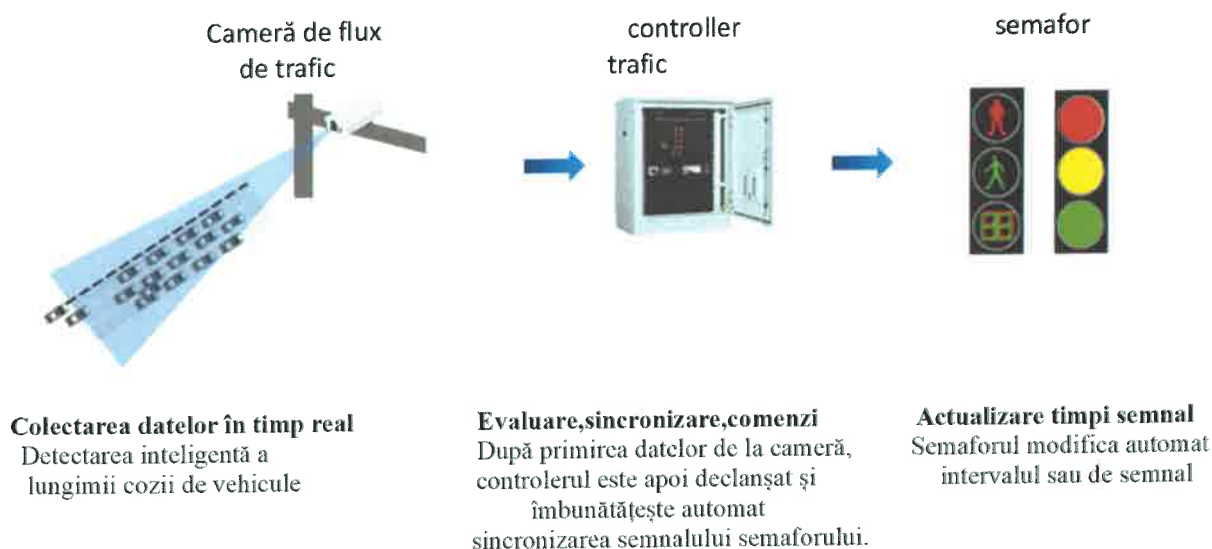 Cameră de flux
de trafic
controller
trafic
semafor
Colectarea datelor în timp real
Detectarea inteligentă a
lungimii cozii de vehicule
Evaluare,sincronizare,comenzi
După primirea datelor de la cameră,
controlerul este apoi declanșat și
îmbunătățește automat
sincronizarea semnalului semaforului.
Actualizare timpi semnal
Semaforul modifica automat
intervalul sau de semnal